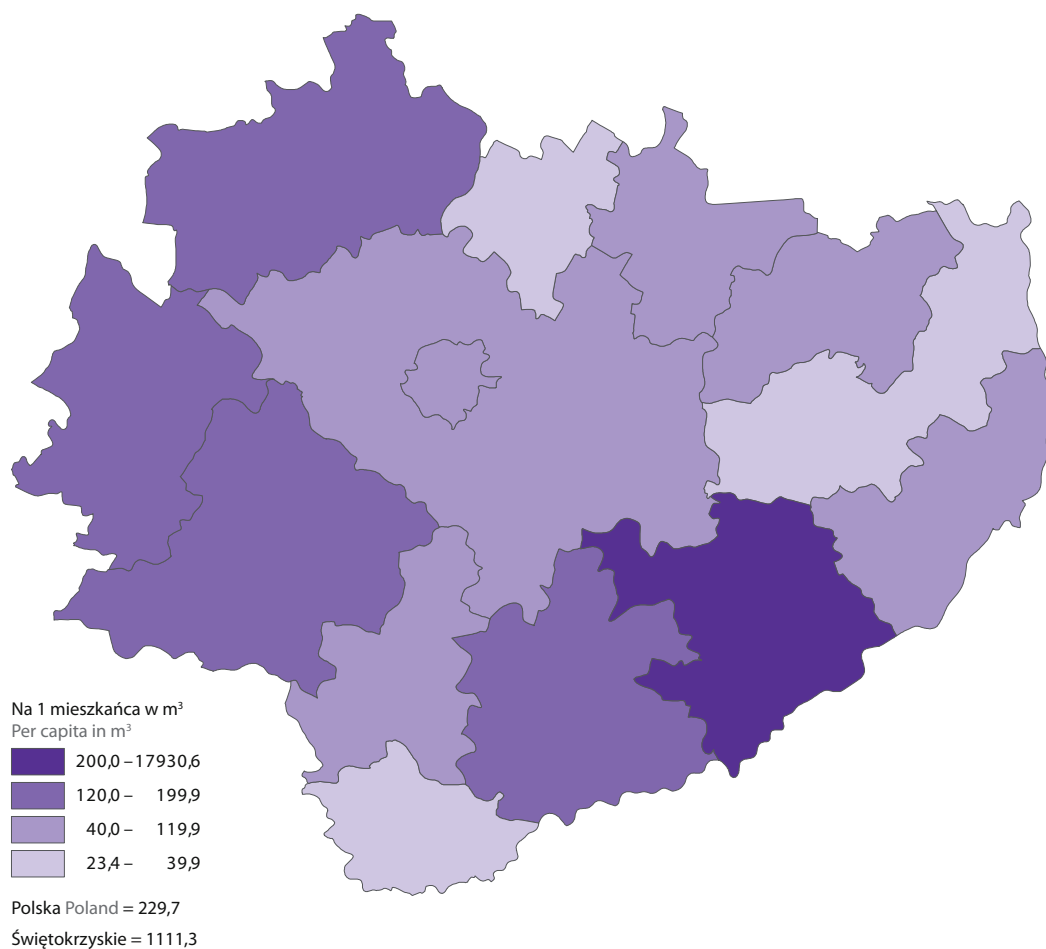 Na 1 mieszkańca w m³
Per capita in m³
200,0 – 17930,6
120,0 – 199,9
40,0 – 119,9
23,4 – 39,9
Polska Poland = 229,7
Świętokrzyskie = 1111,3